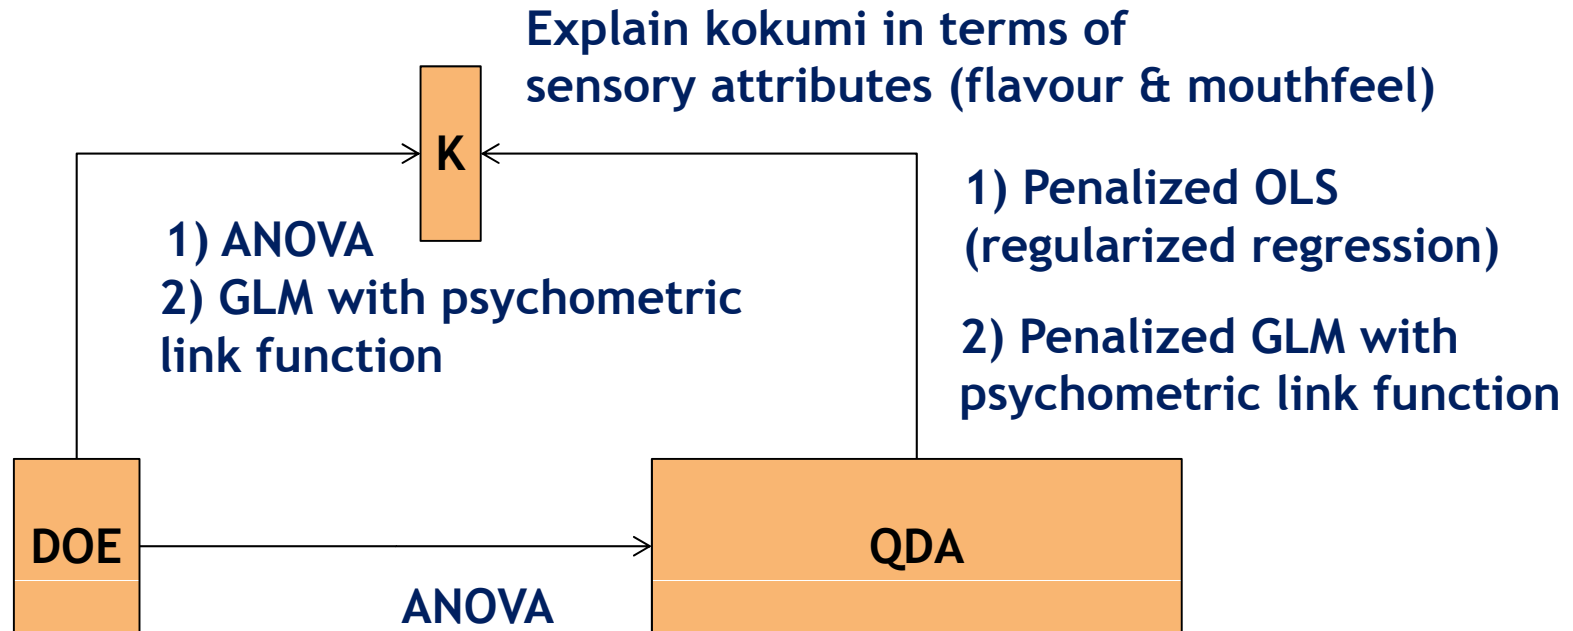 Explain kokumi in terms of
sensory attributes (flavour & mouthfeel)
K
1) ANOVA
2) GLM with psychometric
link function
1) Penalized OLS
(regularized regression)
2) Penalized GLM with
psychometric link function
DOE
QDA
ANOVA